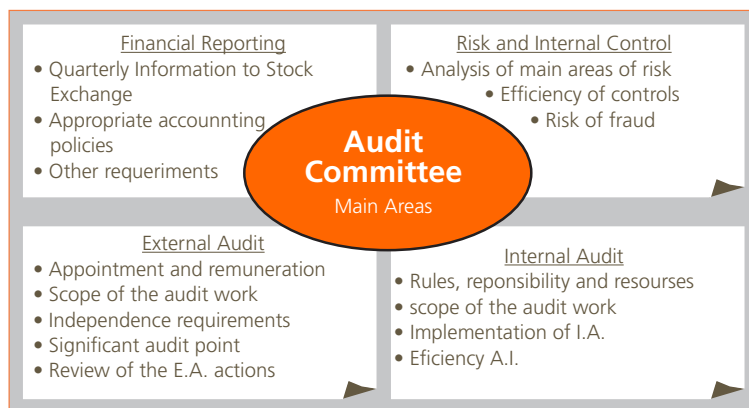 Financial Reporting
• Quarterly Information to Stock
Exchange
• Appropriate accounnting
policies
• Other requeriments
Risk and Internal Control
• Analysis of main areas of risk
• Efficiency of controls
• Risk of fraud
Audit
Committee
Main Areas
External Audit
• Appointment and remuneration
• Scope of the audit work
• Independence requirements
• Significant audit point
• Review of the E.A. actions
Internal Audit
• Rules, reponsibility and resourses
• scope of the audit work
• Implementation of I.A.
• Eficiency A.I.